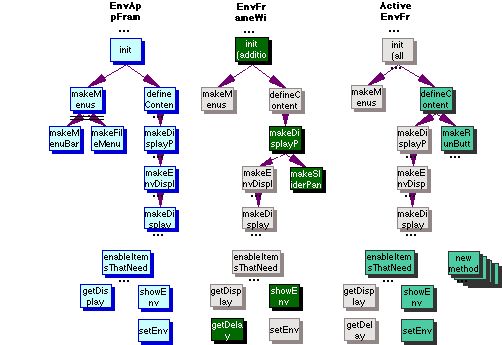 EnvAp
pFram
...
init
makeM
enus
define
Conten
makeM
enuBar
makeFil
eMenu
makeDi
splayP
makeE
nvDispl
makeDi
splay
...
enableItem
sThatNeed
getDis
play
showE
nv
setEnv
EnvFr
ameWi
...
init
(additio
makeM
enus
defineC
ontent
makeDi
splayP
makeE
nvDispl
makeSl
iderPan
makeDi
splay
...
enableItem
sThatNeed
getDisp
lay
showE
nv
getDela
y
setEnv
Active
EnvFr
...
init
(all
...
makeM
enus
defineC
ontent
makeDi
splayP
makeR
unButt
...
makeE
nvDisp
makeDi
splay
...
enableItem
sThatNeed
getDisp
lay
showE
nv
getDel
ay
setEnv
new
method